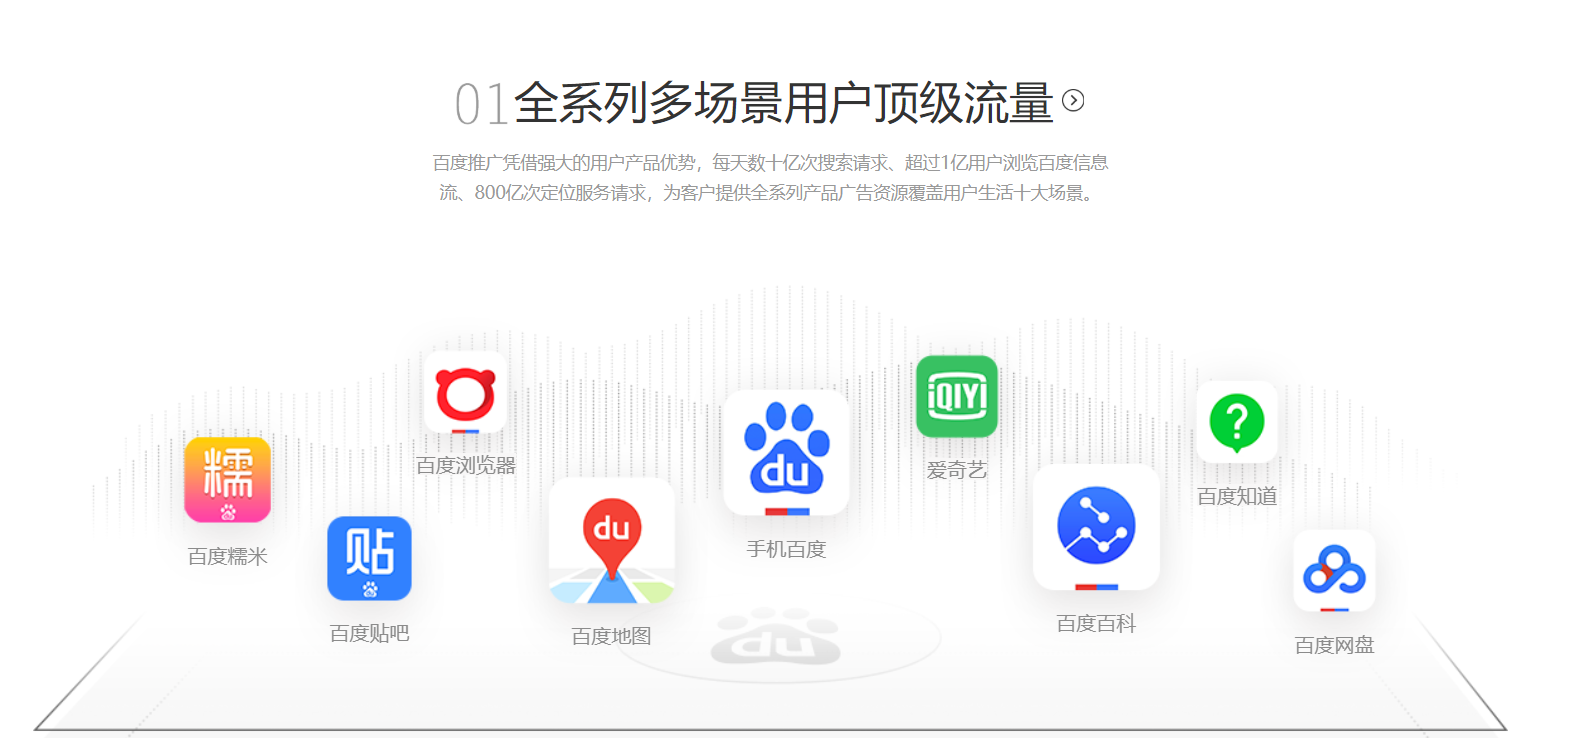 01全系列多场景用户顶级流量
百度推广凭借强大的用户产品优势，每天数十亿次搜索请求、超过1亿用户浏览百度信息
流、800亿次定位服务请求，为客户提供全系列产品广告资源覆盖用户生活十大场景。
糯
百度糯米
贴
百度贴吧
百度浏览器
du
百度地图
du
手机百度
iQIYI
爱奇艺
百度百科
?
百度知道
百度网盘
du